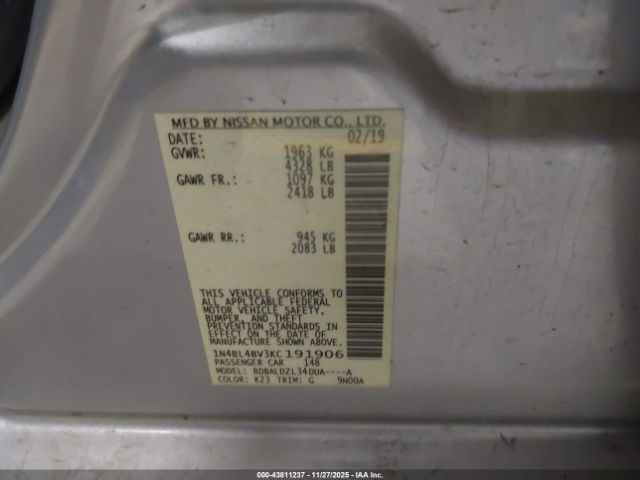 MFD BY NISSAN MOTOR CO., LTD.
DATE: 02/19
GVWR: 1963 KG
4328 LB
GAWR FR.: 1097 KG
2418 LB
GAWR RR.: 945 KG
2083 LB
THIS VEHICLE CONFORMS TO
ALL APPLICABLE FEDERAL
MOTOR VEHICLE SAFETY,
BUMPER, AND THEFT
PREVENTION STANDARDS IN
EFFECT ON THE DATE OF
MANUFACTURE SHOWN ABOVE.
1N4BL4BV3KC191906
PASSENGER CAR 148
MODEL: BDBALDZL34DUA----A
COLOR: K23 TRIM: G 9N00A
000-43811237 - 11/27/2025 - IAA Inc.